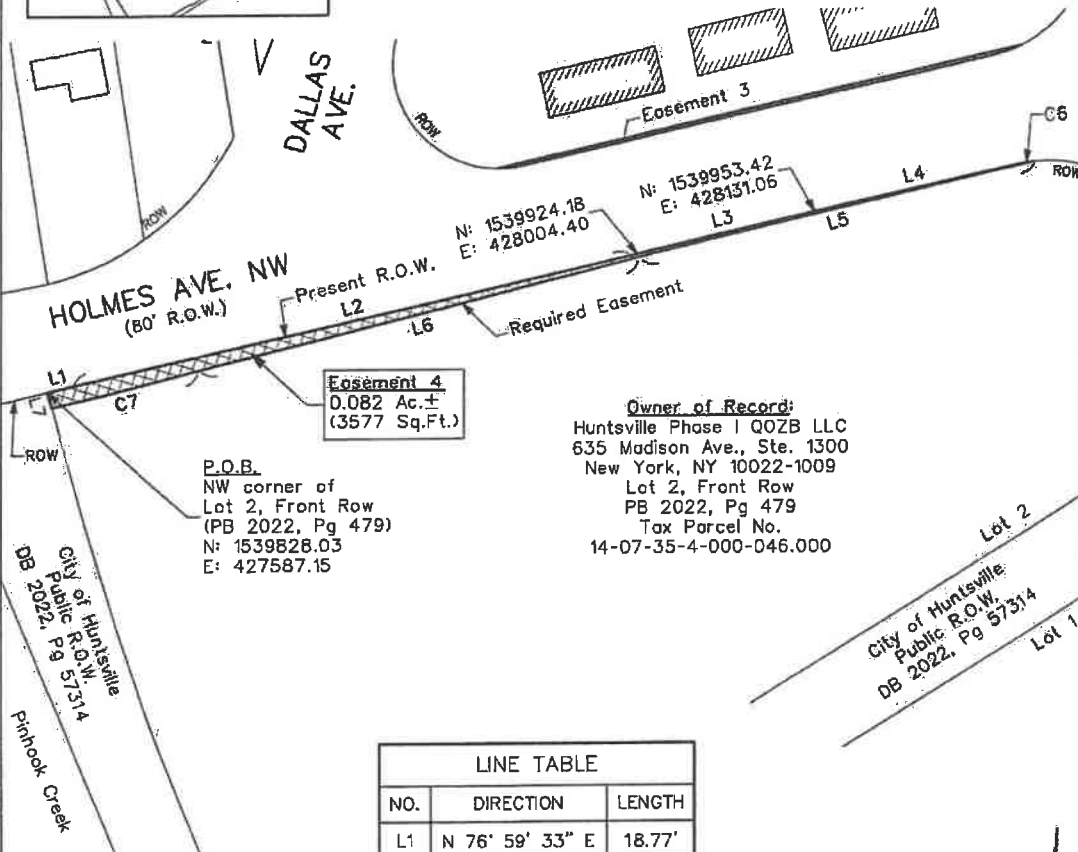 DALLAS
AVE.
ROW
Easement 3
C6
ROW
ROW
N: 1539953.42
E: 428131.06
L4
N: 1539924.18
E: 428004.40
L3
L5
HOLMES AVE. NW
(80' R.O.W.)
Present R.O.W.
L2
L6
Required Easement
L1
C7
Easement 4
0.082 Ac.±
(3577 Sq.Ft.)
ROW
P.O.B.
NW corner of
Lot 2, Front Row
(PB 2022, Pg 479)
N: 1539828.03
E: 427587.15
Owner of Record:
Huntsville Phase I QOZB LLC
635 Madison Ave., Ste. 1300
New York, NY 10022-1009
Lot 2, Front Row
PB 2022, Pg 479
Tax Parcel No.
14-07-35-4-000-046.000
City of Huntsville
Public R.O.W.
DB 2022, Pg 57314
Pinhook Creek
Lot 2
City of Huntsville
Public R.O.W.
DB 2022, Pg 57314
Lot 1
LINE TABLE
NO. DIRECTION LENGTH
L1 N 76° 59' 33" E 18.77'